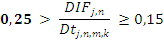 0,25 > DIF_{j,n} / Dt_{j,n,m,k} ≥ 0,15